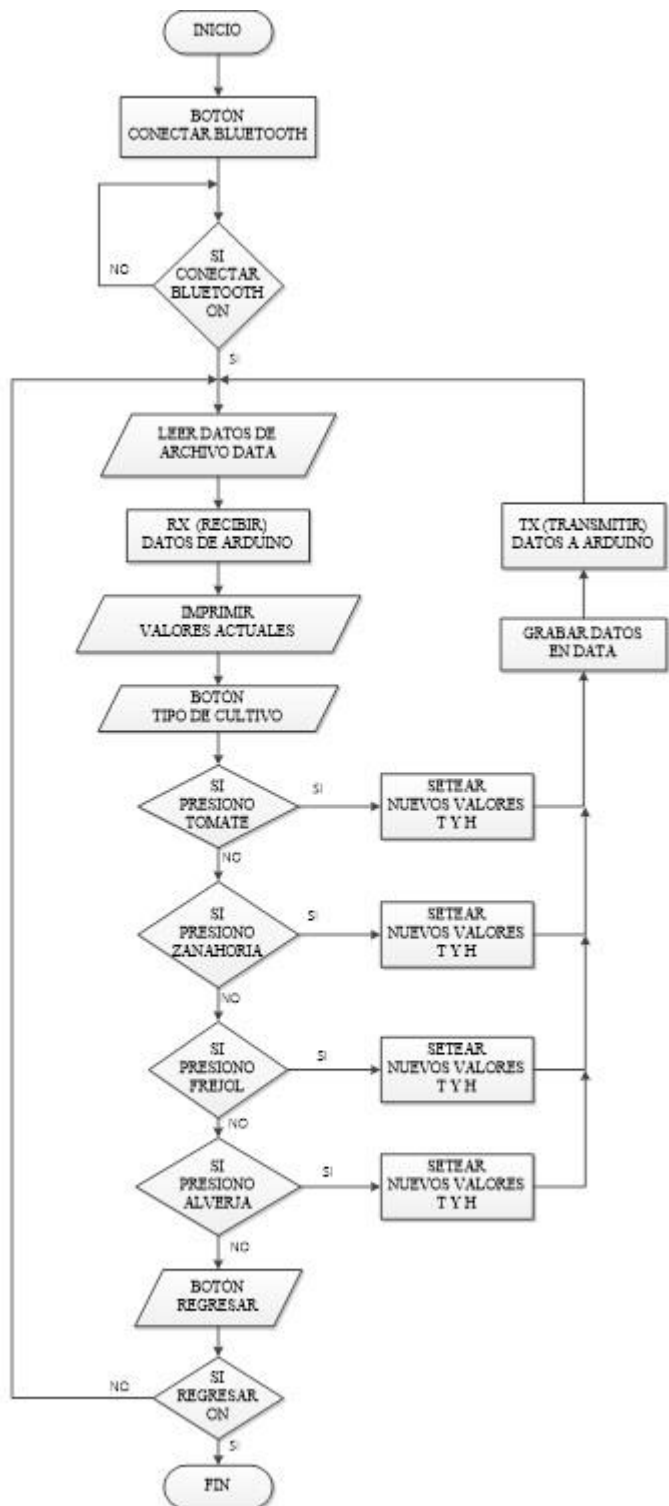 INICIO
BOTÓN
CONECTAR BLUETOOTH
SI
CONECTAR
BLUETOOTH
ON
NO
SI
LEER DATOS DE
ARCHIVO DATA
RX (RECIBIR)
DATOS DE ARDUINO
TX (TRANSMITIR)
DATOS A ARDUINO
IMPRIMIR
VALORES ACTUALES
GRABAR DATOS
EN DATA
BOTÓN
TIPO DE CULTIVO
SI
PRESIONO
TOMATE
SI
SETEAR
NUEVOS VALORES
T Y H
NO
SI
PRESIONO
ZANAHORIA
SI
SETEAR
NUEVOS VALORES
T Y H
NO
SI
PRESIONO
FREJOL
SI
SETEAR
NUEVOS VALORES
T Y H
NO
SI
PRESIONO
ALVERJA
SI
SETEAR
NUEVOS VALORES
T Y H
NO
BOTÓN
REGRESAR
SI
REGRESAR
ON
NO
SI
FIN